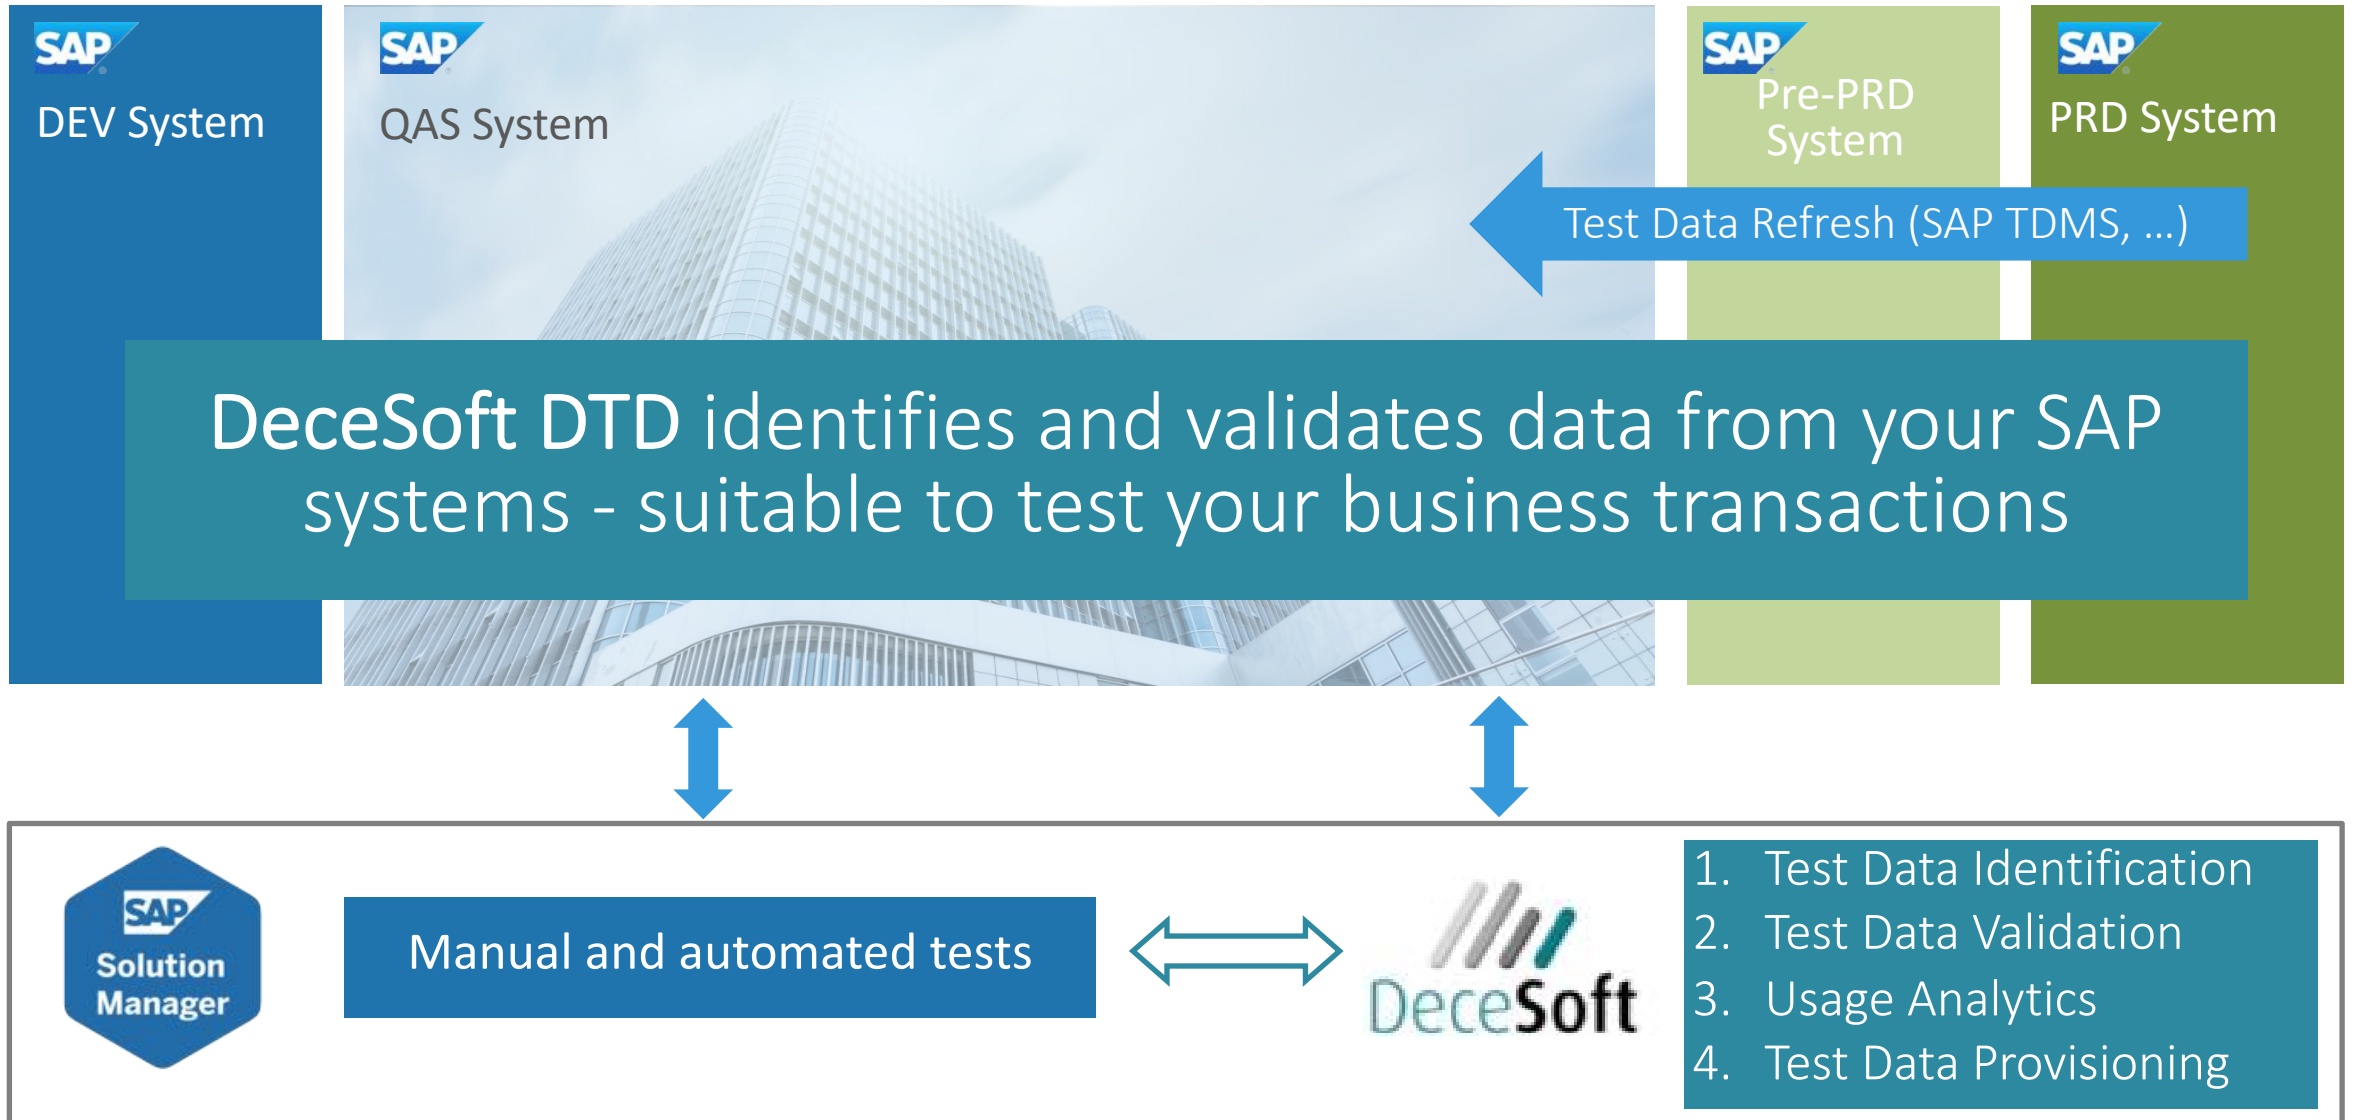 SAP
DEV System
SAP
QAS System
SAP
Pre-PRD
System
SAP
PRD System
Test Data Refresh (SAP TDMS, ...)
DeceSoft DTD identifies and validates data from your SAP
systems - suitable to test your business transactions
SAP
Solution
Manager
Manual and automated tests
DeceSoft
1. Test Data Identification
2. Test Data Validation
3. Usage Analytics
4. Test Data Provisioning